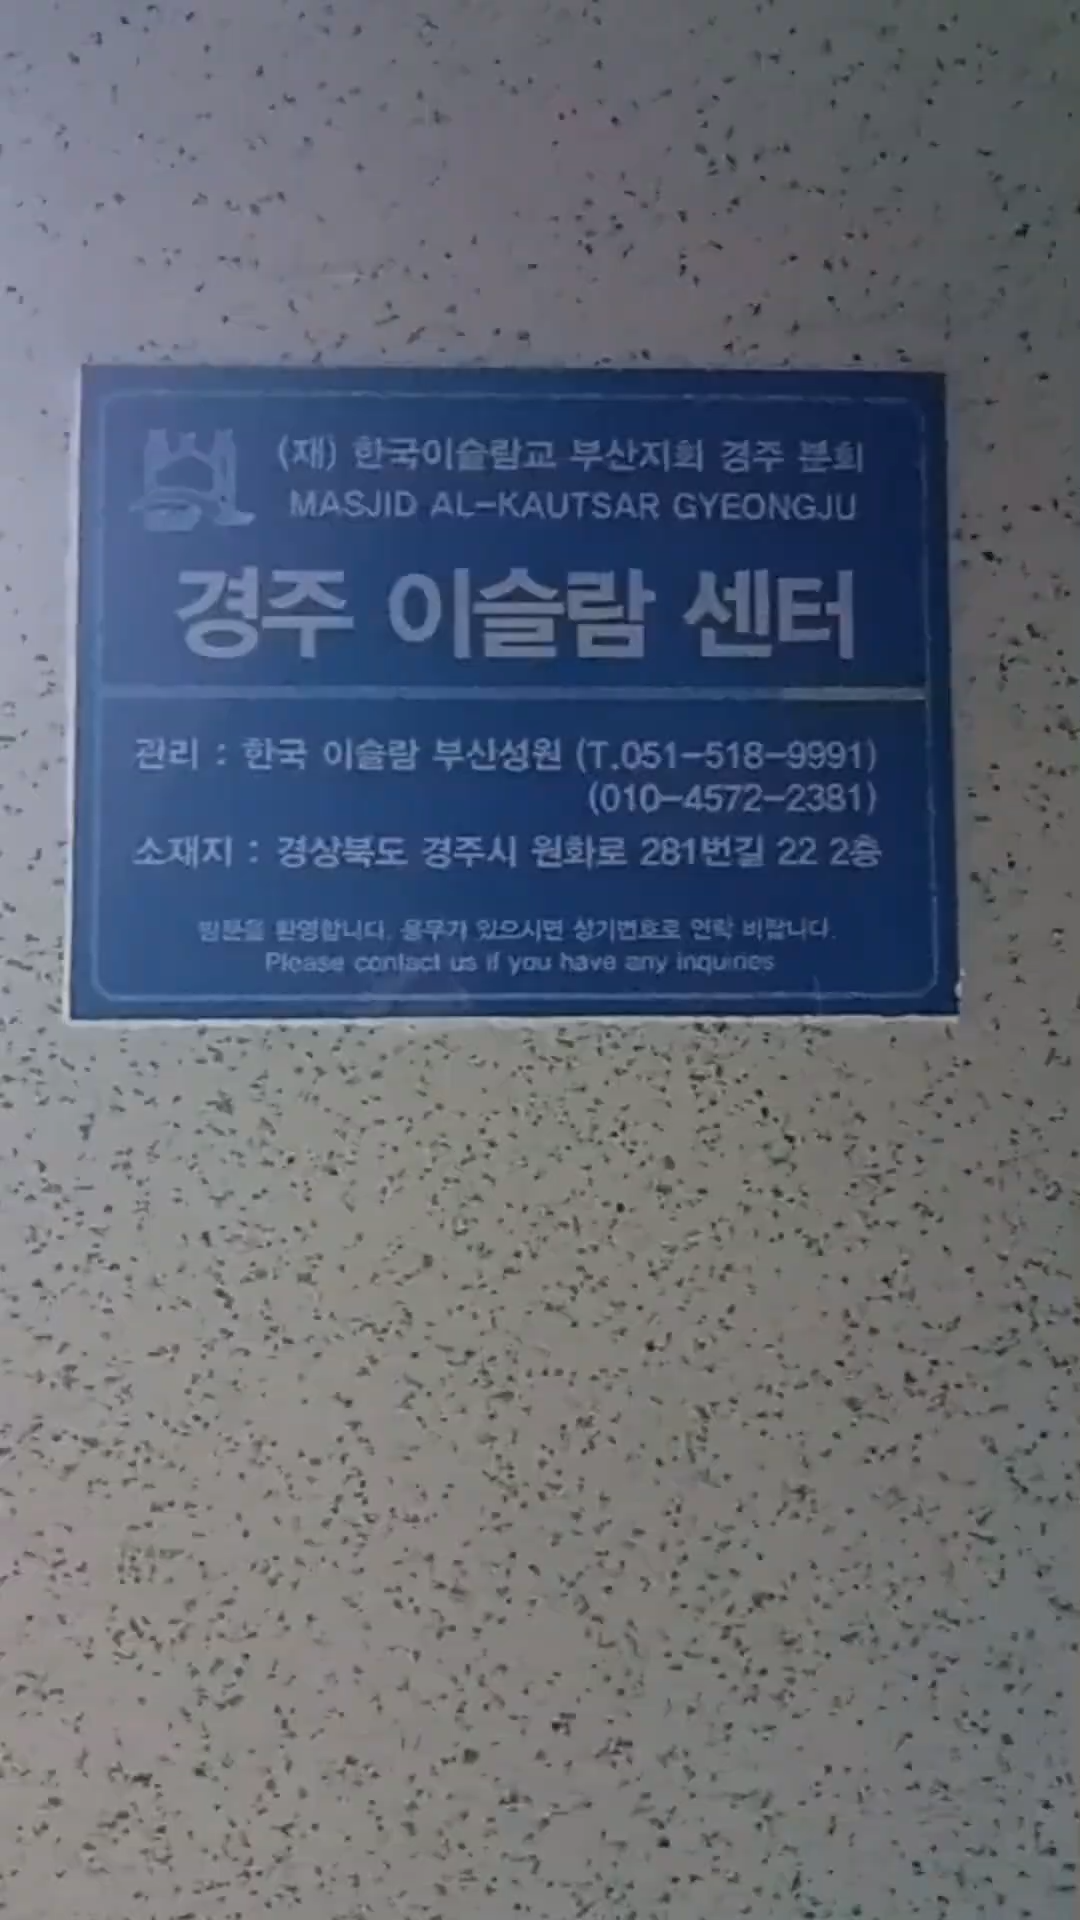 (재) 한국이슬람교 부산지회 경주 분회
MASJID AL-KAUTSAR GYEONGJU
경주 이슬람 센터
관리 : 한국 이슬람 부산성원 (T.051-518-9991)
(010-4572-2381)
소재지 : 경상북도 경주시 원화로 281번길 22 2층
방문을 환영합니다. 용무가 있으시면 상기번호로 연락 바랍니다.
Please contact us if you have any inquiries